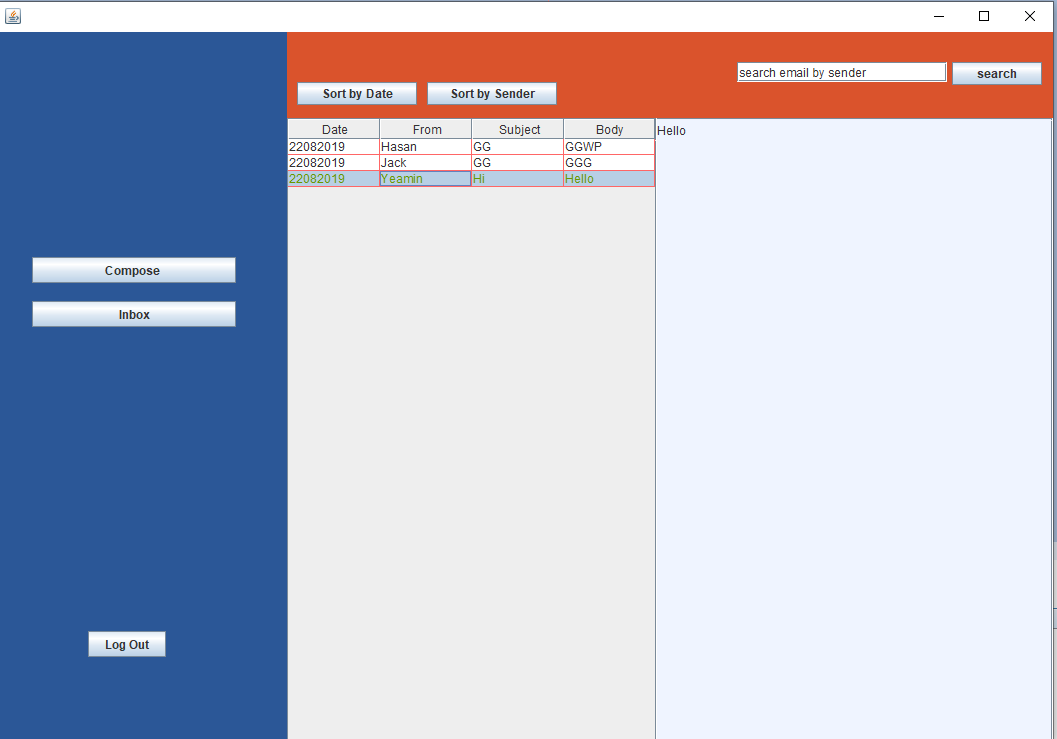 search email by sender search
Sort by Date Sort by Sender
Date From Subject Body
22082019 Hasan GG GGWP
22082019 Jack GG GGG
22082019 Yeamin Hi Hello
Hello
Compose
Inbox
Log Out